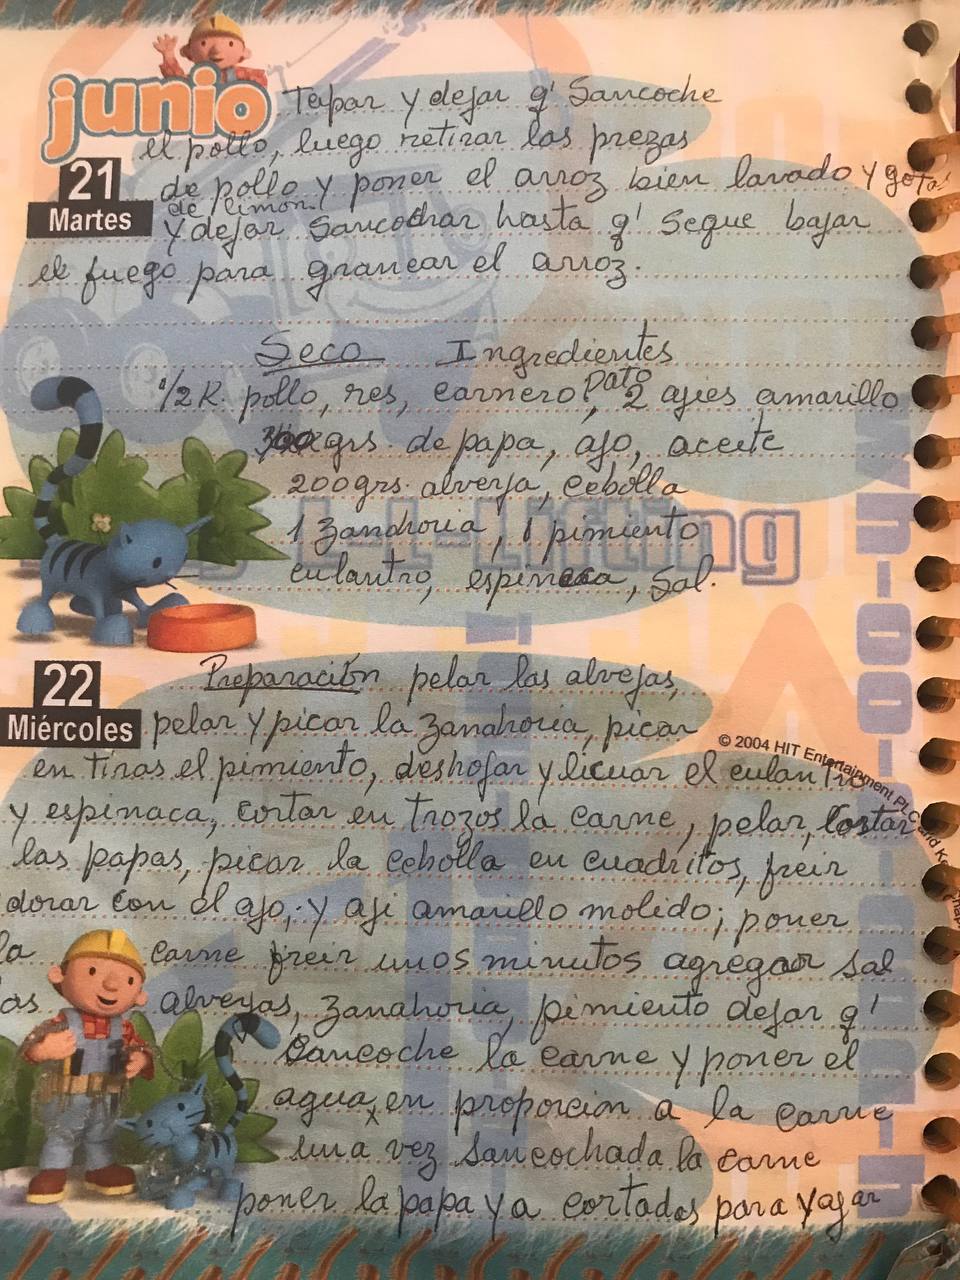 junio
Tapar y dejar q' Sancoche
el pollo, luego retirar las prezas
21
Martes
de pollo y poner el arroz bien lavado y gotas
de limon.
y dejar Sancochar hasta q' Seque bajar
el fuego para granear el arroz.
Seco Ingredientes
1/2 K. pollo, res, carnero, pato, 2 ajies amarillo
grs. de papa, ajo, aceite
200grs. alverja, cebolla
1 zanahoria, 1 pimiento
culantro, espinaca, sal.
22
Miércoles
Preparación pelar las alvejas,
pelar y picar la zanahoria, picar
© 2004 HIT Entertainment PLC and K
en tiras el pimiento, deshojar y licuar el culantro
y espinaca, cortar en trozos la carne, pelar, cortar
las papas, picar la cebolla en cuadritos, freir
dorar con el ajo, y aji amarillo molido; poner
la carne freir unos minutos agregar sal
las alverjas, zanahoria, pimiento dejar q'
Sancoche la carne y poner el
agua, en proporcion a la carne
una vez sancochada la carne
poner la papa ya cortadas para